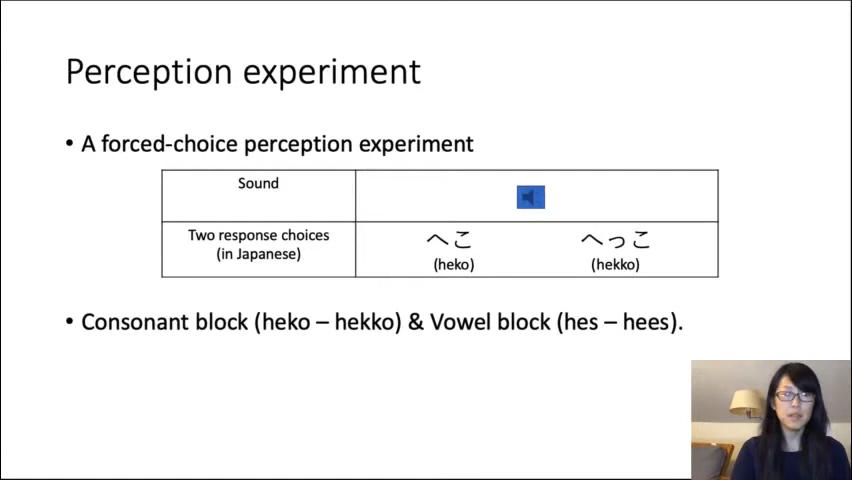 Perception experiment
• A forced-choice perception experiment
Sound
Two response choices
(in Japanese)
へこ
(heko)
へっこ
(hekko)
• Consonant block (heko – hekko) & Vowel block (hes – hees).